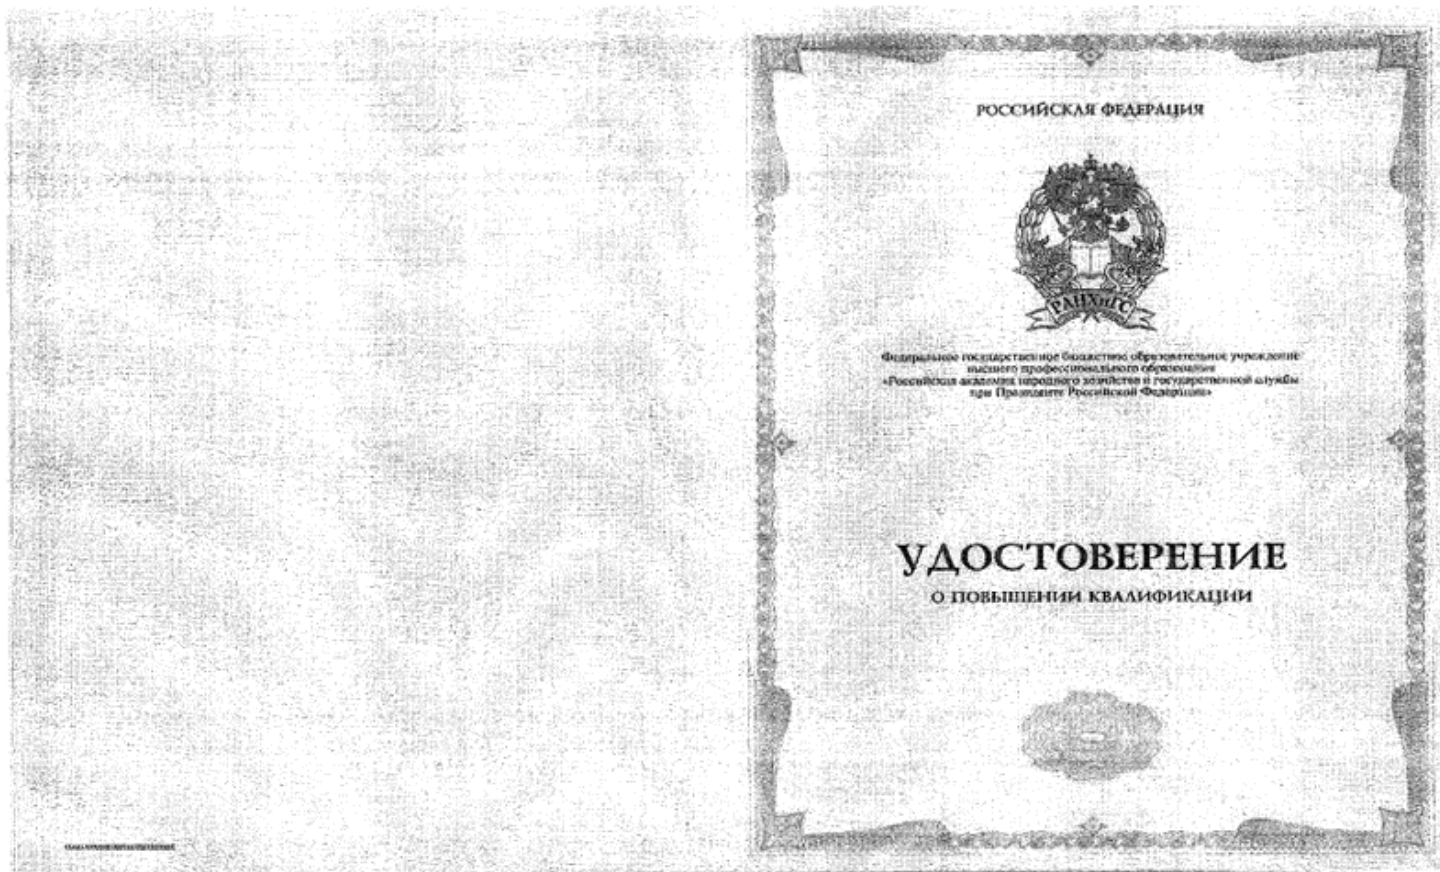 РОССИЙСКАЯ ФЕДЕРАЦИЯ
РАНХиГС
Федеральное государственное бюджетное образовательное учреждение
высшего профессионального образования
«Российская академия народного хозяйства и государственной службы
при Президенте Российской Федерации»
УДОСТОВЕРЕНИЕ
О ПОВЫШЕНИИ КВАЛИФИКАЦИИ